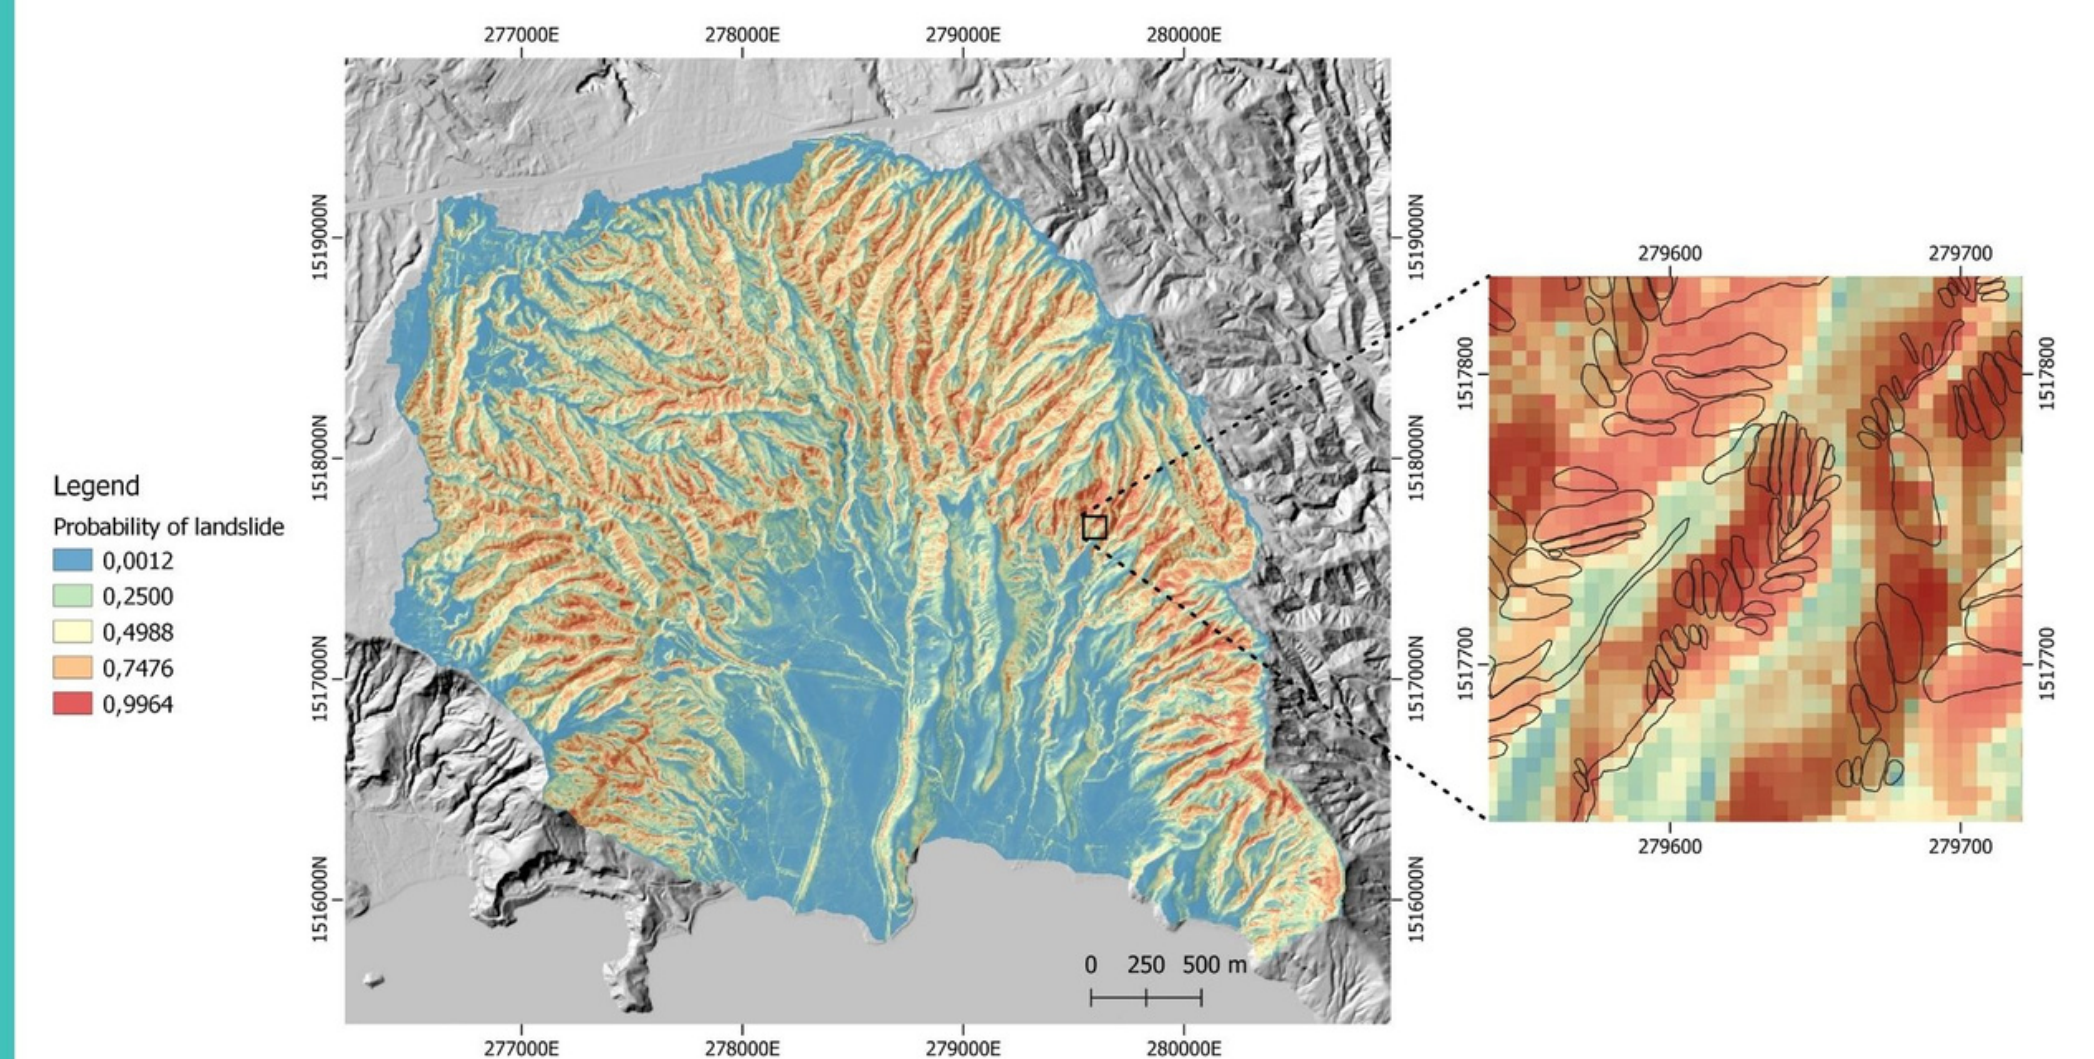 277000E 278000E 279000E 280000E
1519000N
1518000N
1517000N
1516000N
Legend
Probability of landslide
0,0012
0,2500
0,4988
0,7476
0,9964
0 250 500 m
277000E 278000E 279000E 280000E
1519000N
1518000N
1517000N
1516000N
279600 279700
1517800
1517700
1517800
1517700
279600 279700